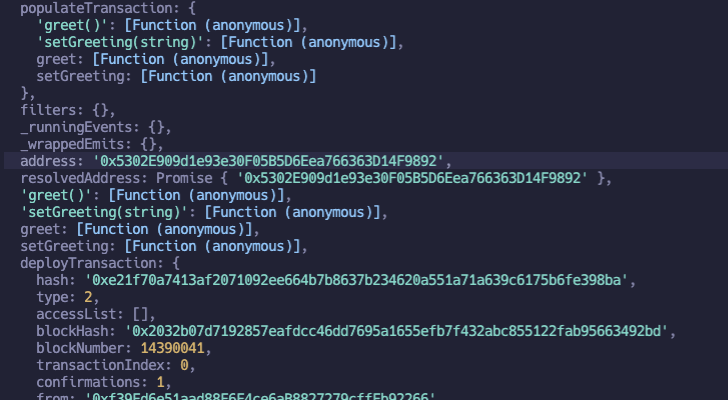 populateTransaction: {
'greet()': [Function (anonymous)],
'setGreeting(string)': [Function (anonymous)],
greet: [Function (anonymous)],
setGreeting: [Function (anonymous)]
},
filters: {},
_runningEvents: {},
_wrappedEmits: {},
address: '0x5302E909d1e93e30F05B5D6Eea766363D14F9892',
resolvedAddress: Promise { '0x5302E909d1e93e30F05B5D6Eea766363D14F9892' },
'greet()': [Function (anonymous)],
'setGreeting(string)': [Function (anonymous)],
greet: [Function (anonymous)],
setGreeting: [Function (anonymous)],
deployTransaction: {
hash: '0xe21f70a7413af2071092ee664b7b8637b234620a551a71a639c6175b6fe398ba',
type: 2,
accessList: [],
blockHash: '0x2032b07d7192857eafdcc46dd7695a1655efb7f432abc855122fab95663492bd',
blockNumber: 14390041,
transactionIndex: 0,
confirmations: 1,
from: '0xf39Fd6e51aad88F6F4ce6aB8827279cffFb92266'